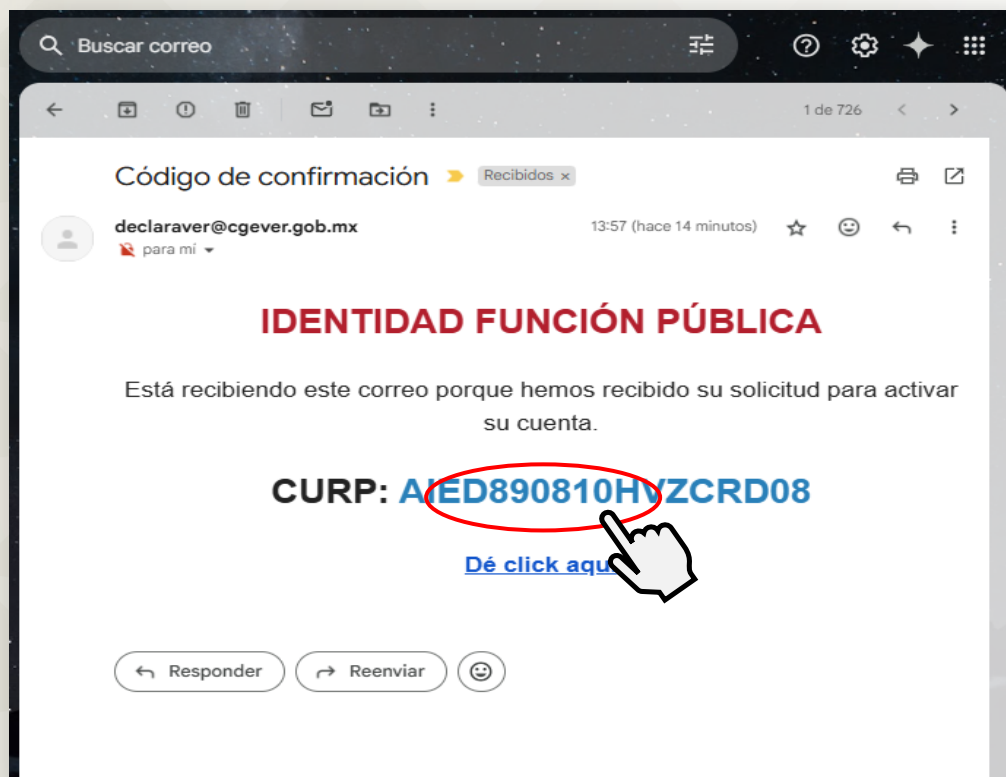 Buscar correo
1 de 726
Código de confirmación Recibidos x
declaraver@cgever.gob.mx 13:57 (hace 14 minutos)
para mí
IDENTIDAD FUNCIÓN PÚBLICA
Está recibiendo este correo porque hemos recibido su solicitud para activar
su cuenta.
CURP: AIED890810HVZCRD08
Dé click aquí
Responder Reenviar